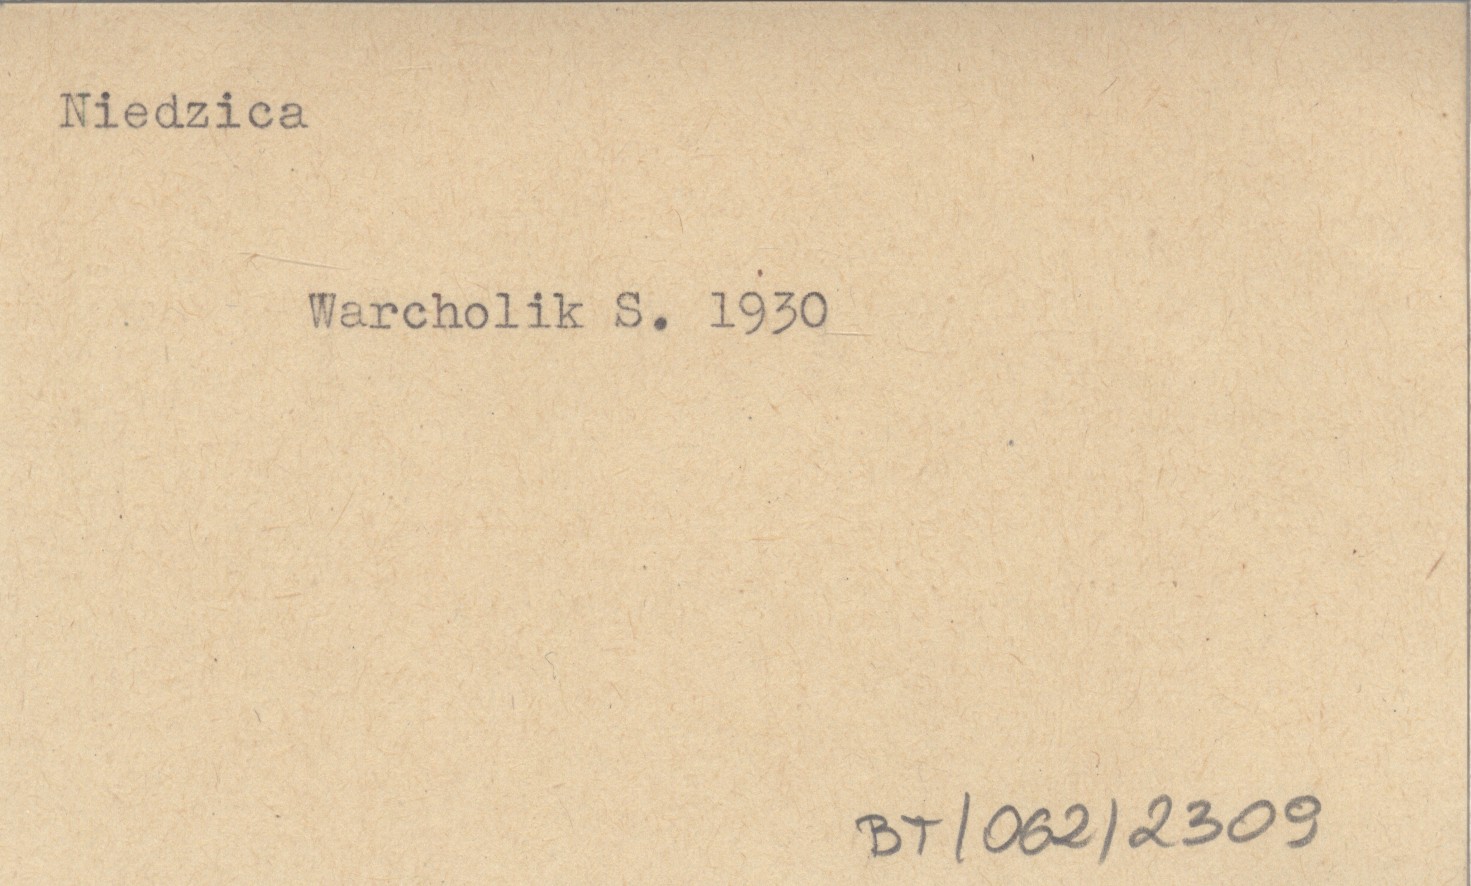 Niedzica
Warcholik S. 1930
BT/062/2309